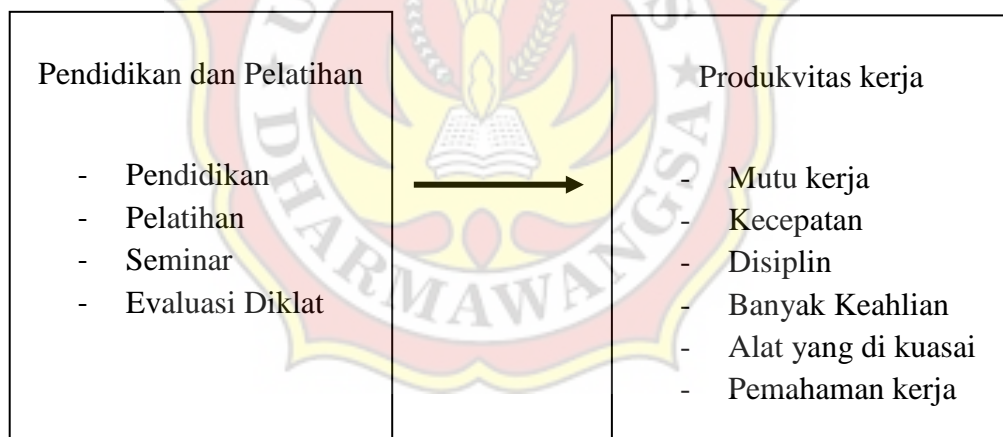 Pendidikan dan Pelatihan
- Pendidikan
- Pelatihan
- Seminar
- Evaluasi Diklat
Produkvitas kerja
- Mutu kerja
- Kecepatan
- Disiplin
- Banyak Keahlian
- Alat yang di kuasai
- Pemahaman kerja
DHARMAWANGSA